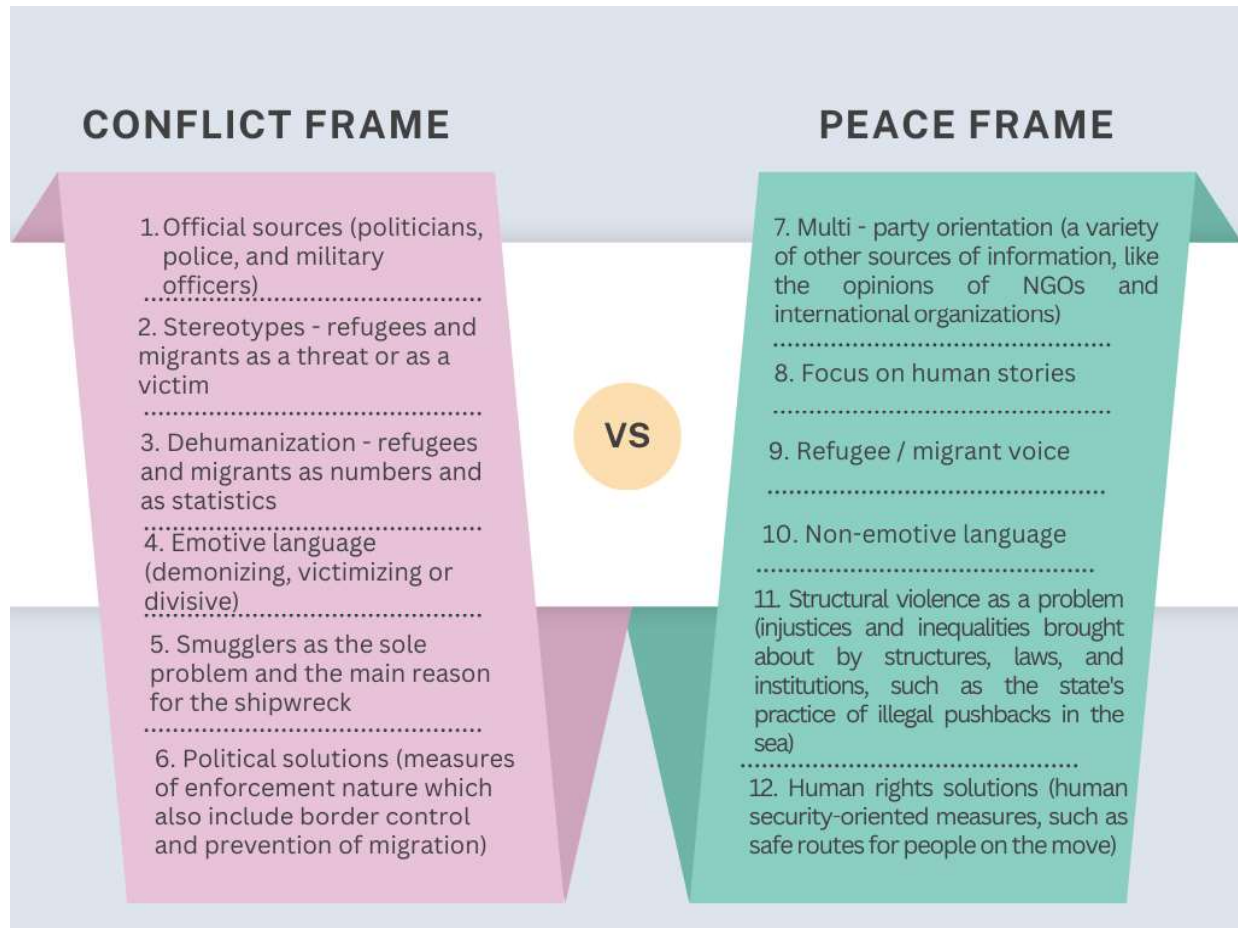 CONFLICT FRAME
1. Official sources (politicians,
police, and military
officers)
2. Stereotypes - refugees and
migrants as a threat or as a
victim
3. Dehumanization - refugees
and migrants as numbers and
as statistics
4. Emotive language
(demonizing, victimizing or
divisive)
5. Smugglers as the sole
problem and the main reason
for the shipwreck
6. Political solutions (measures
of enforcement nature which
also include border control
and prevention of migration)
VS
PEACE FRAME
7. Multi - party orientation (a variety
of other sources of information, like
the opinions of NGOs and
international organizations)
8. Focus on human stories
9. Refugee / migrant voice
10. Non-emotive language
11. Structural violence as a problem
(injustices and inequalities brought
about by structures, laws, and
institutions, such as the state's
practice of illegal pushbacks in the
sea)
12. Human rights solutions (human
security-oriented measures, such as
safe routes for people on the move)